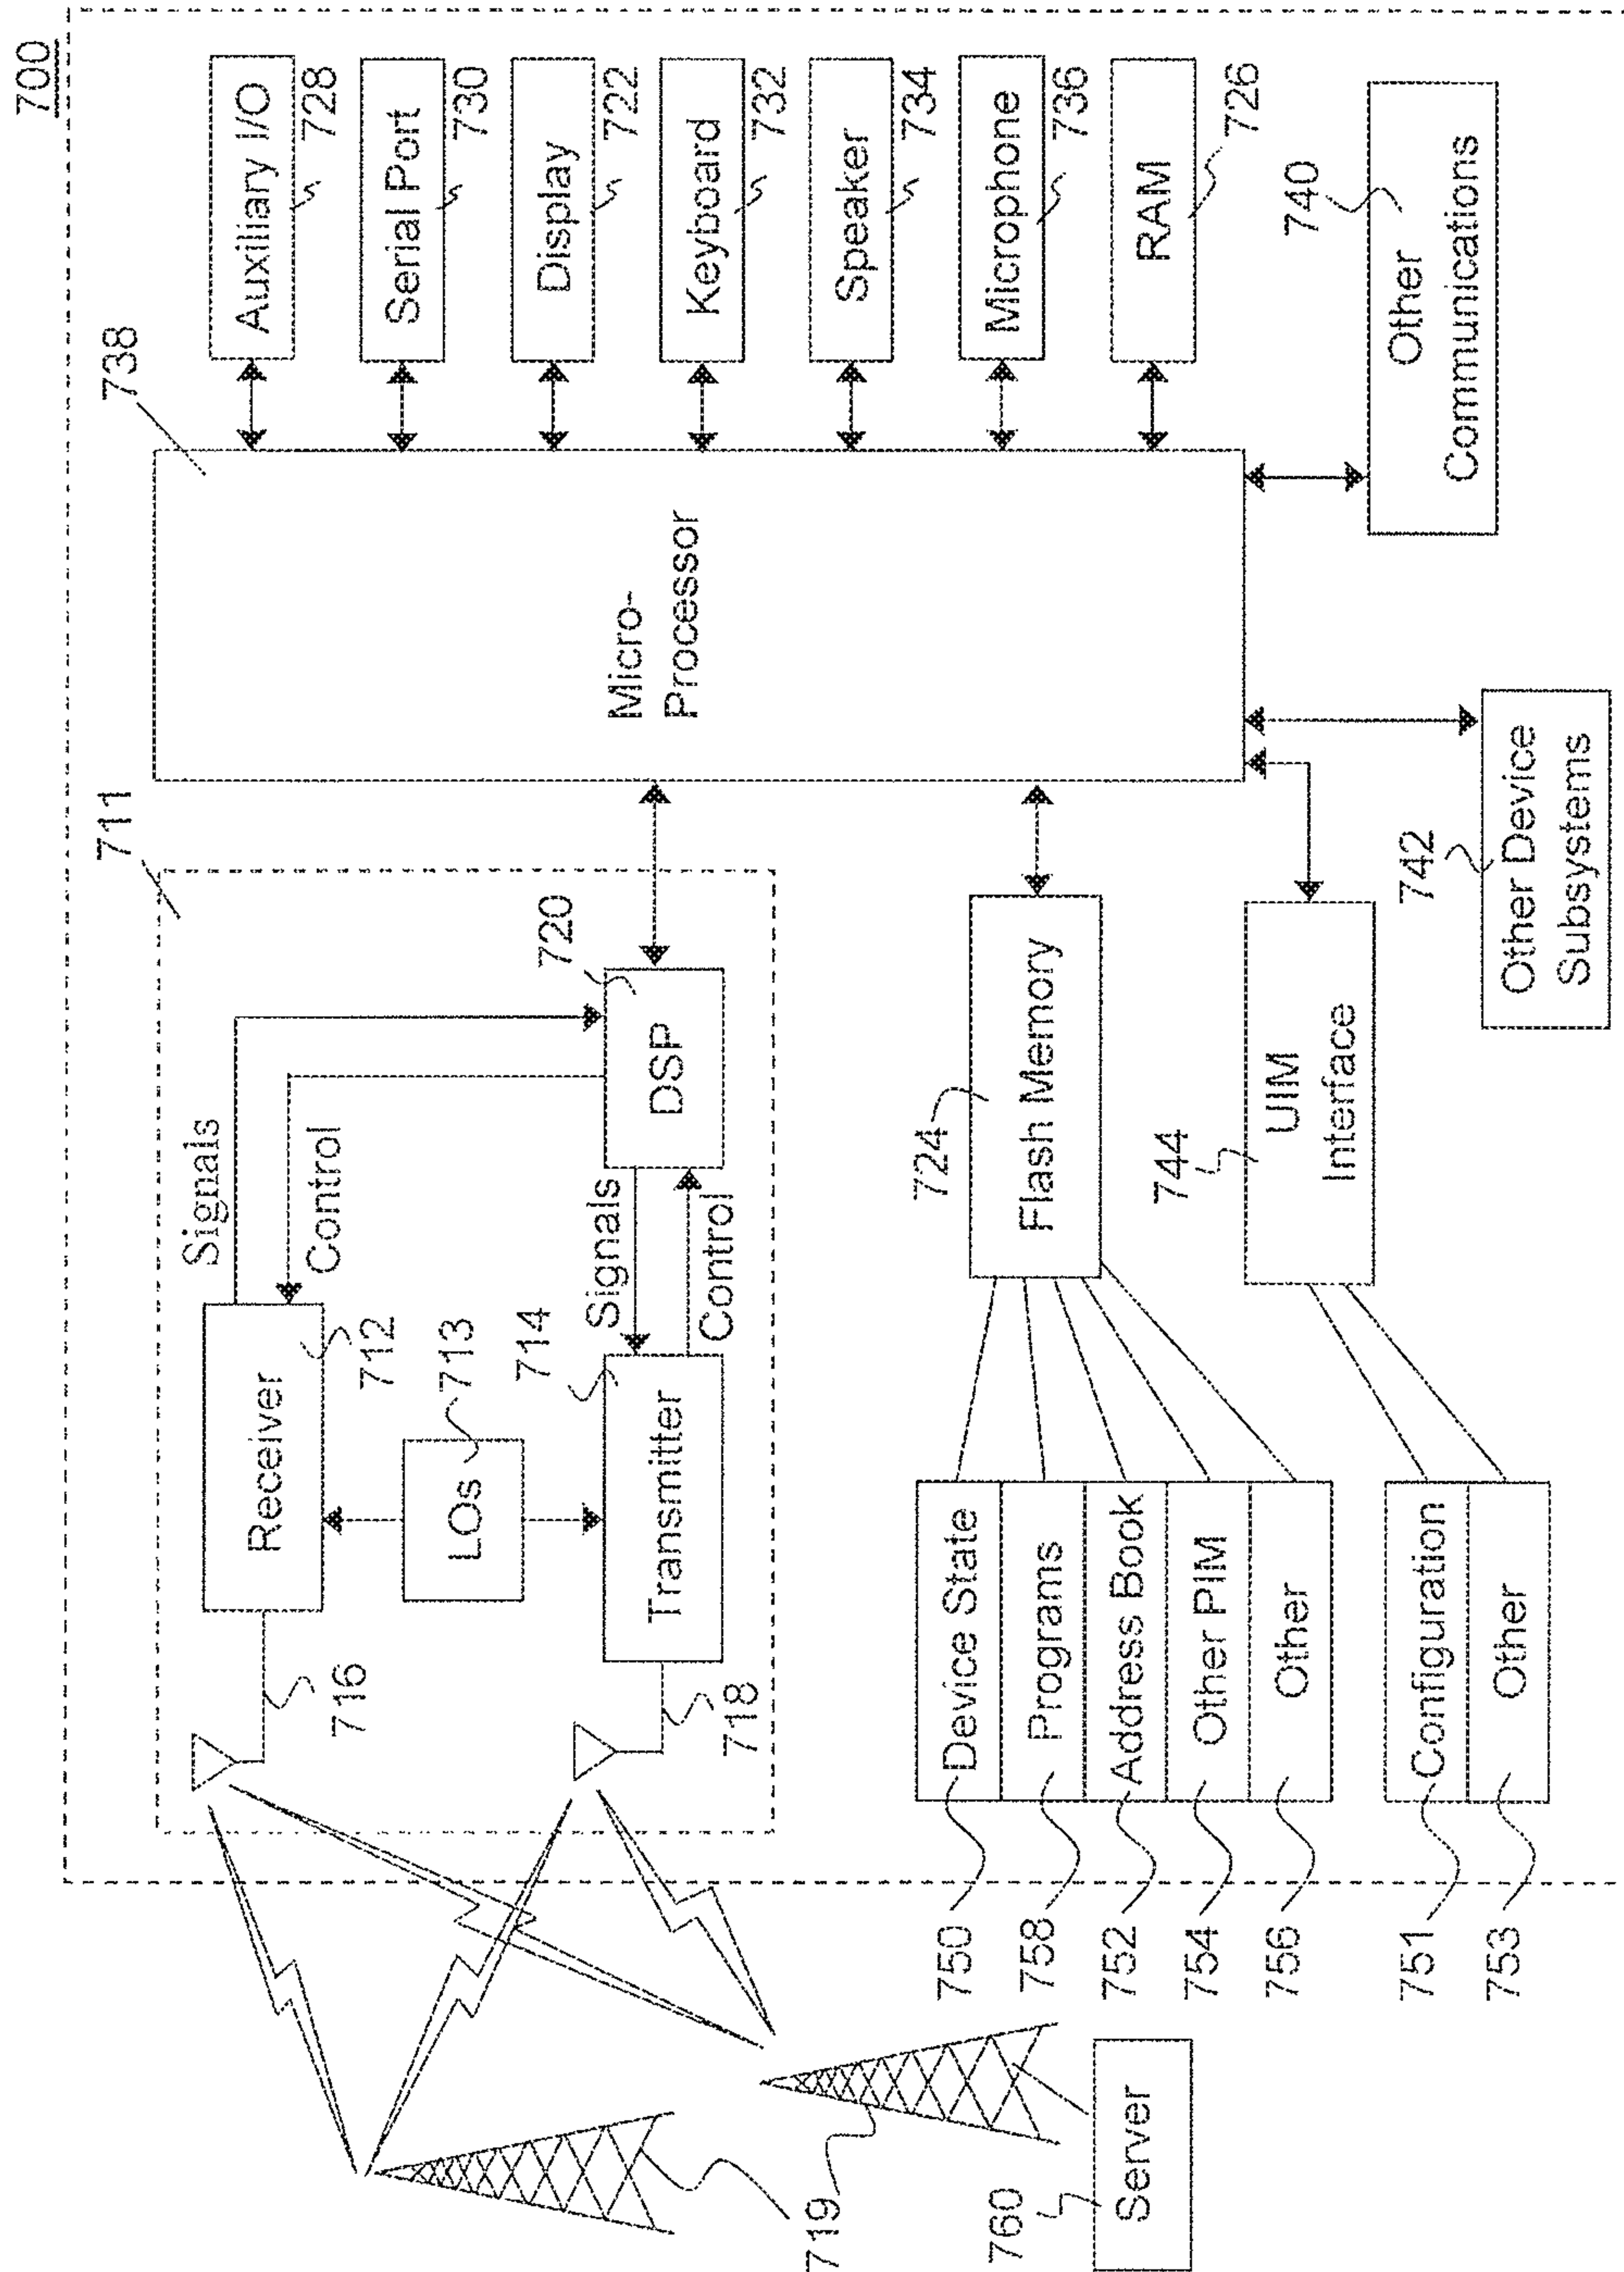 700
738
711
Signals
Control
Receiver
712
716
LOs
713
714
Signals
Control
Transmitter
718
720
DSP
Micro-
Processor
Auxiliary I/O
728
Serial Port
730
Display
722
Keyboard
732
Speaker
734
Microphone
736
RAM
726
740
Other
Communications
742
Other Device
Subsystems
724
Flash Memory
744
UIM
Interface
750
Device State
758
Programs
752
Address Book
754
Other PIM
756
Other
751
Configuration
753
Other
719
760
Server